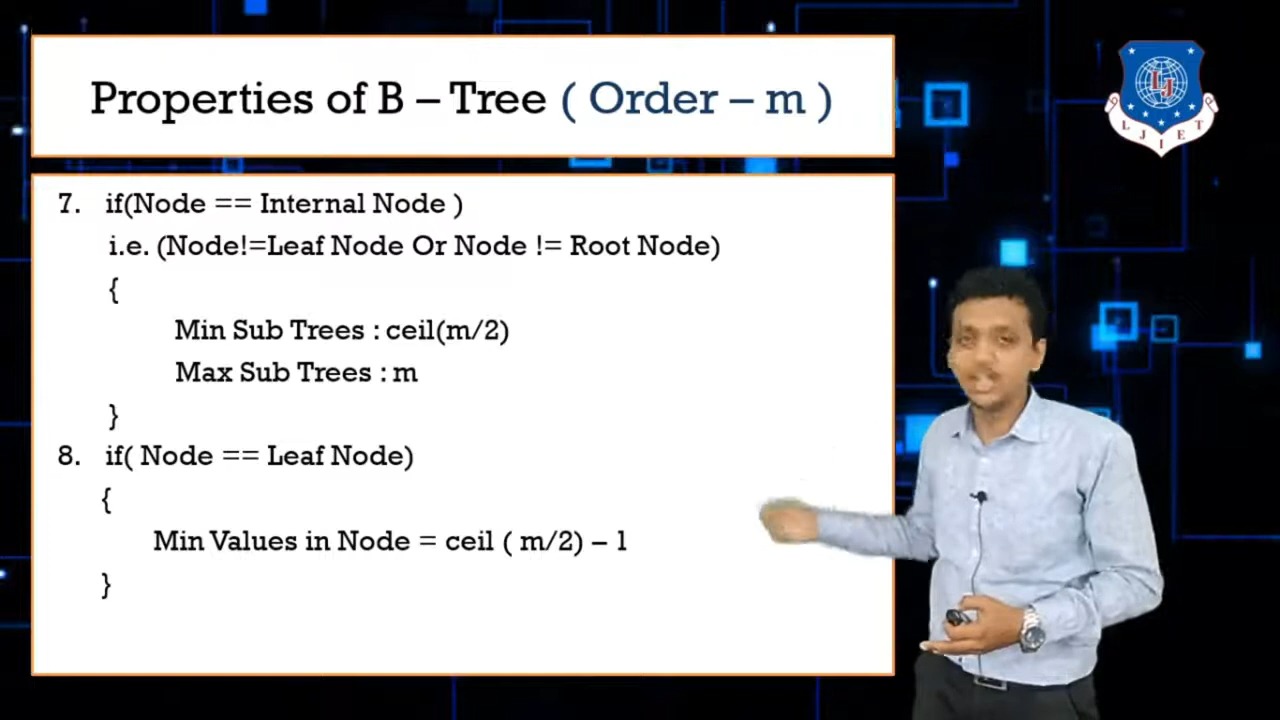 Properties of B – Tree ( Order – m )
7. if(Node == Internal Node )
i.e. (Node!=Leaf Node Or Node != Root Node)
{
Min Sub Trees : ceil(m/2)
Max Sub Trees : m
}
8. if( Node == Leaf Node)
{
Min Values in Node = ceil ( m/2) – 1
}
LJ
LJIET